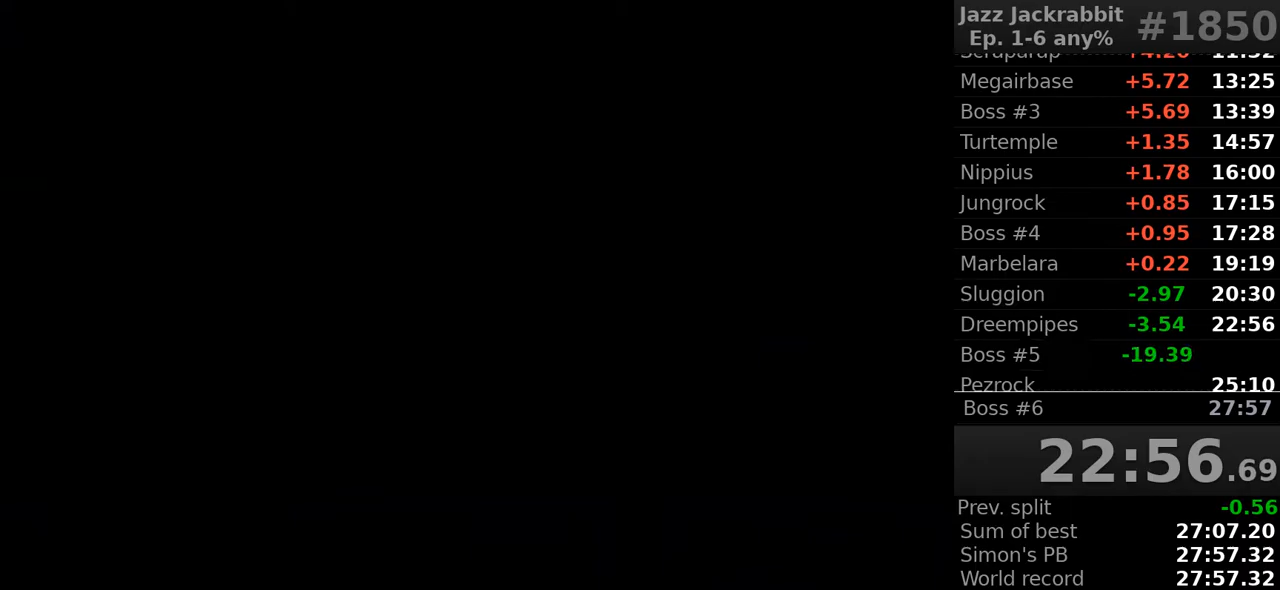 Jazz Jackrabbit #1850
Ep. 1-6 any%
Megairbase +5.72 13:25
Boss #3 +5.69 13:39
Turtemple +1.35 14:57
Nippius +1.78 16:00
Jungrock +0.85 17:15
Boss #4 +0.95 17:28
Marbelara +0.22 19:19
Sluggion -2.97 20:30
Dreempipes -3.54 22:56
Boss #5 -19.39
Pezrock 25:10
Boss #6 27:57
22:56.69
Prev. split -0.56
Sum of best 27:07.20
Simon's PB 27:57.32
World record 27:57.32